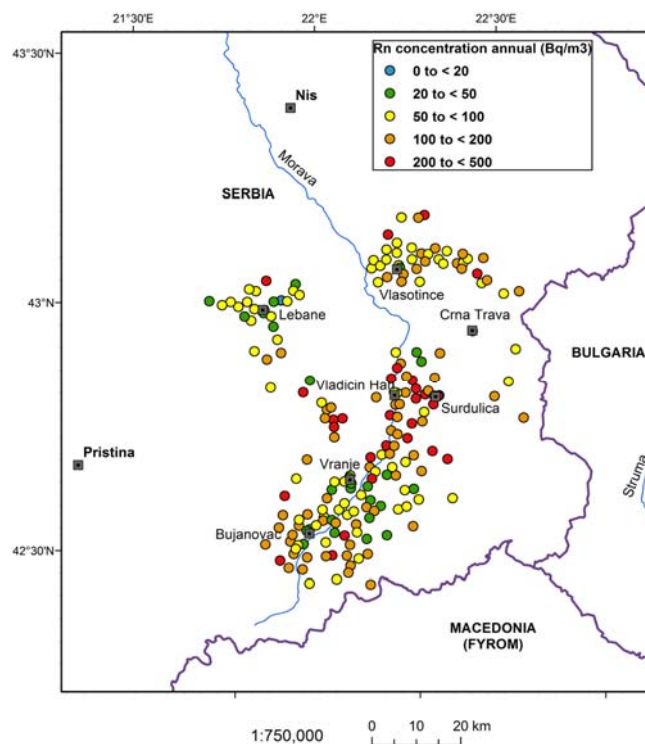 21°30'E
22°E
22°30'E
43°30'N
43°N
42°30'N
Rn concentration annual (Bq/m3)
0 to < 20
20 to < 50
50 to < 100
100 to < 200
200 to < 500
Nis
Morava
SERBIA
Vlasotince
Lebane
Crna Trava
BULGARIA
Vladicin Han
Surdulica
Pristina
Vranje
Struma
Bujanovac
MACEDONIA
(FYROM)
1:750,000
0 10 20 km